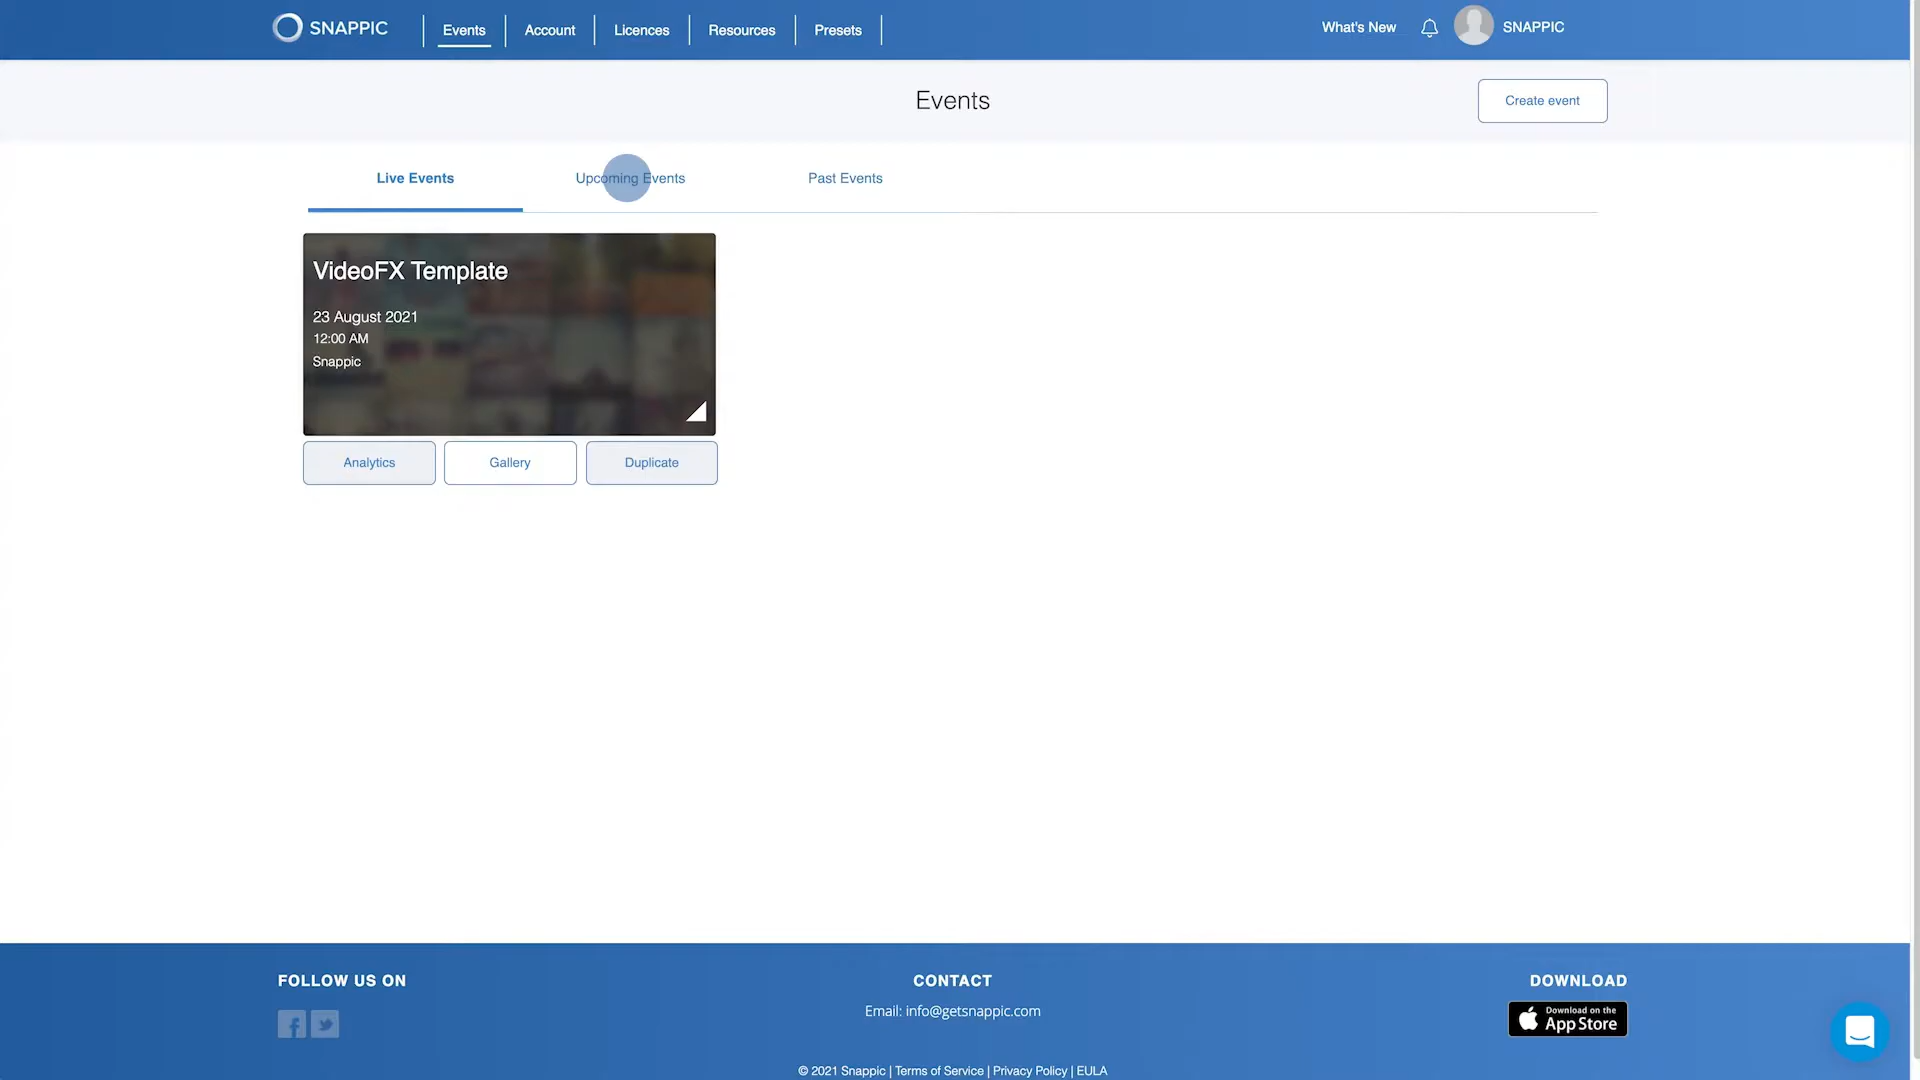 SNAPPIC
Events
Account
Licences
Resources
Presets
What's New
SNAPPIC
Events
Create event
Live Events
Upcoming Events
Past Events
VideoFX Template
23 August 2021
12:00 AM
Snappic
Analytics
Gallery
Duplicate
FOLLOW US ON
CONTACT
Email: info@getsnappic.com
DOWNLOAD
Download on the
App Store
© 2021 Snappic | Terms of Service | Privacy Policy | EULA